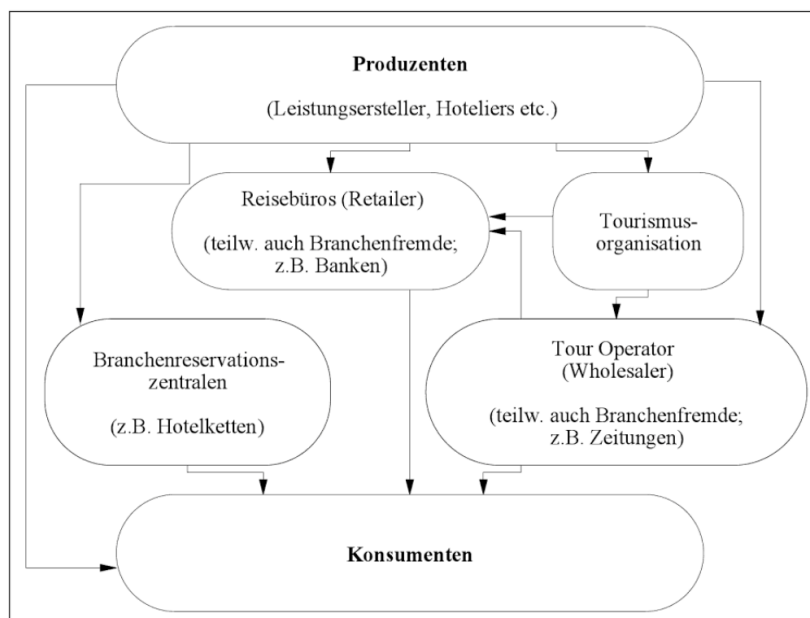 Produzenten
(Leistungsersteller, Hoteliers etc.)
Reisebüros (Retailer)
(teilw. auch Branchenfremde;
z.B. Banken)
Tourismus-
organisation
Branchenreservations-
zentralen
(z.B. Hotelketten)
Tour Operator
(Wholesaler)
(teilw. auch Branchenfremde;
z.B. Zeitungen)
Konsumenten